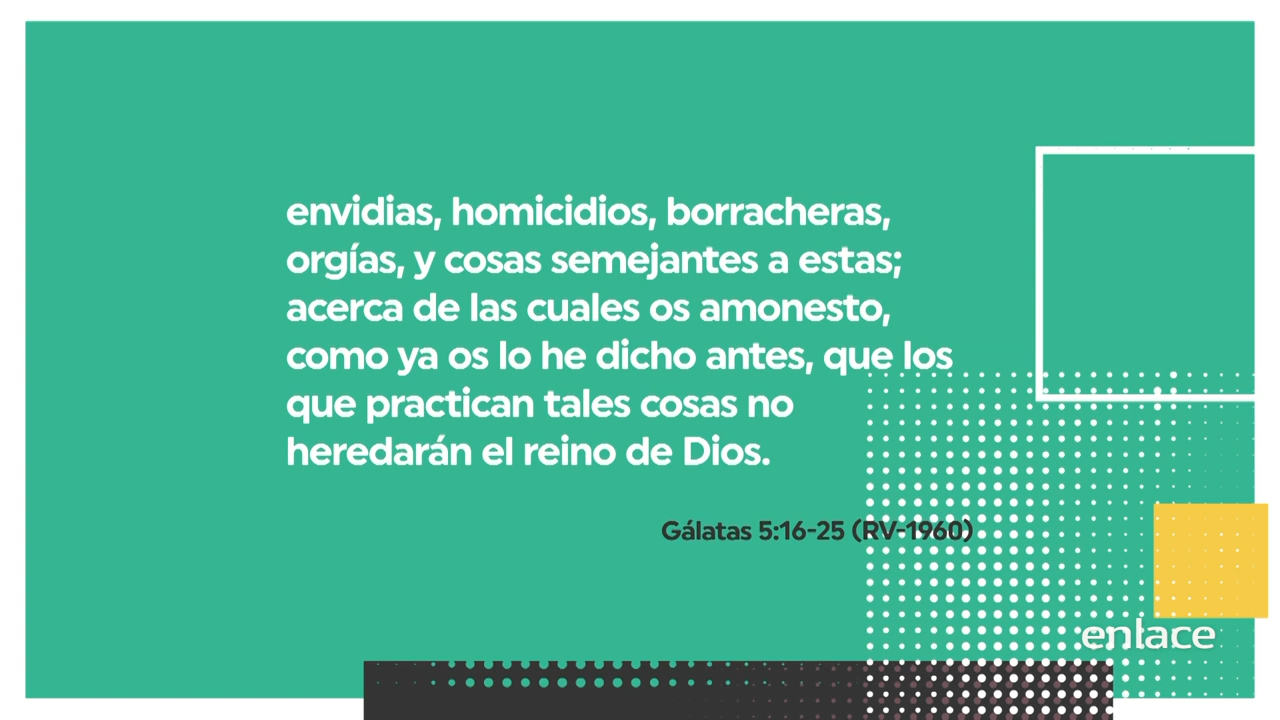 envidias, homicidios, borracheras,
orgías, y cosas semejantes a estas;
acerca de las cuales os amonesto,
como ya os lo he dicho antes, que los
que practican tales cosas no
heredarán el reino de Dios.
Gálatas 5:16-25 (RV-1960)
enlace